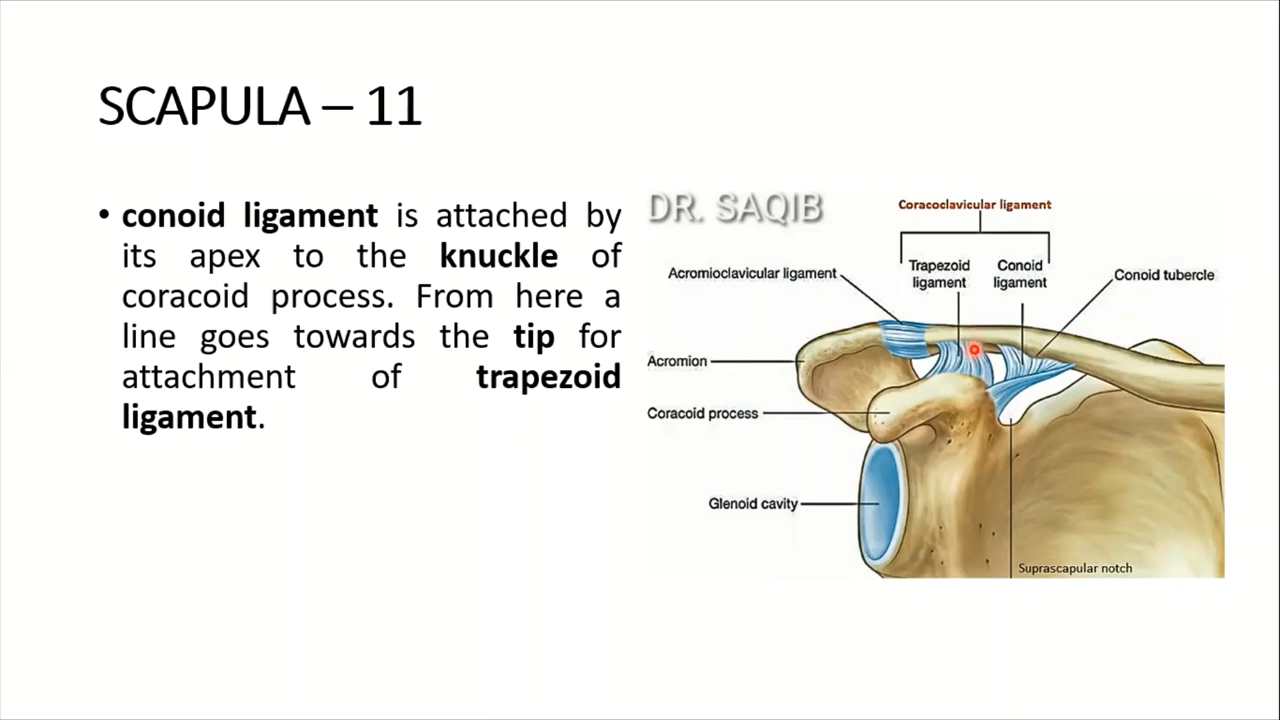 SCAPULA – 11
• conoid ligament is attached by
its apex to the knuckle of
coracoid process. From here a
line goes towards the tip for
attachment of trapezoid
ligament.
DR. SAQIB
Coracoclavicular ligament
Acromioclavicular ligament
Trapezoid
ligament
Conoid
ligament
Conoid tubercle
Acromion
Coracoid process
Glenoid cavity
Suprascapular notch